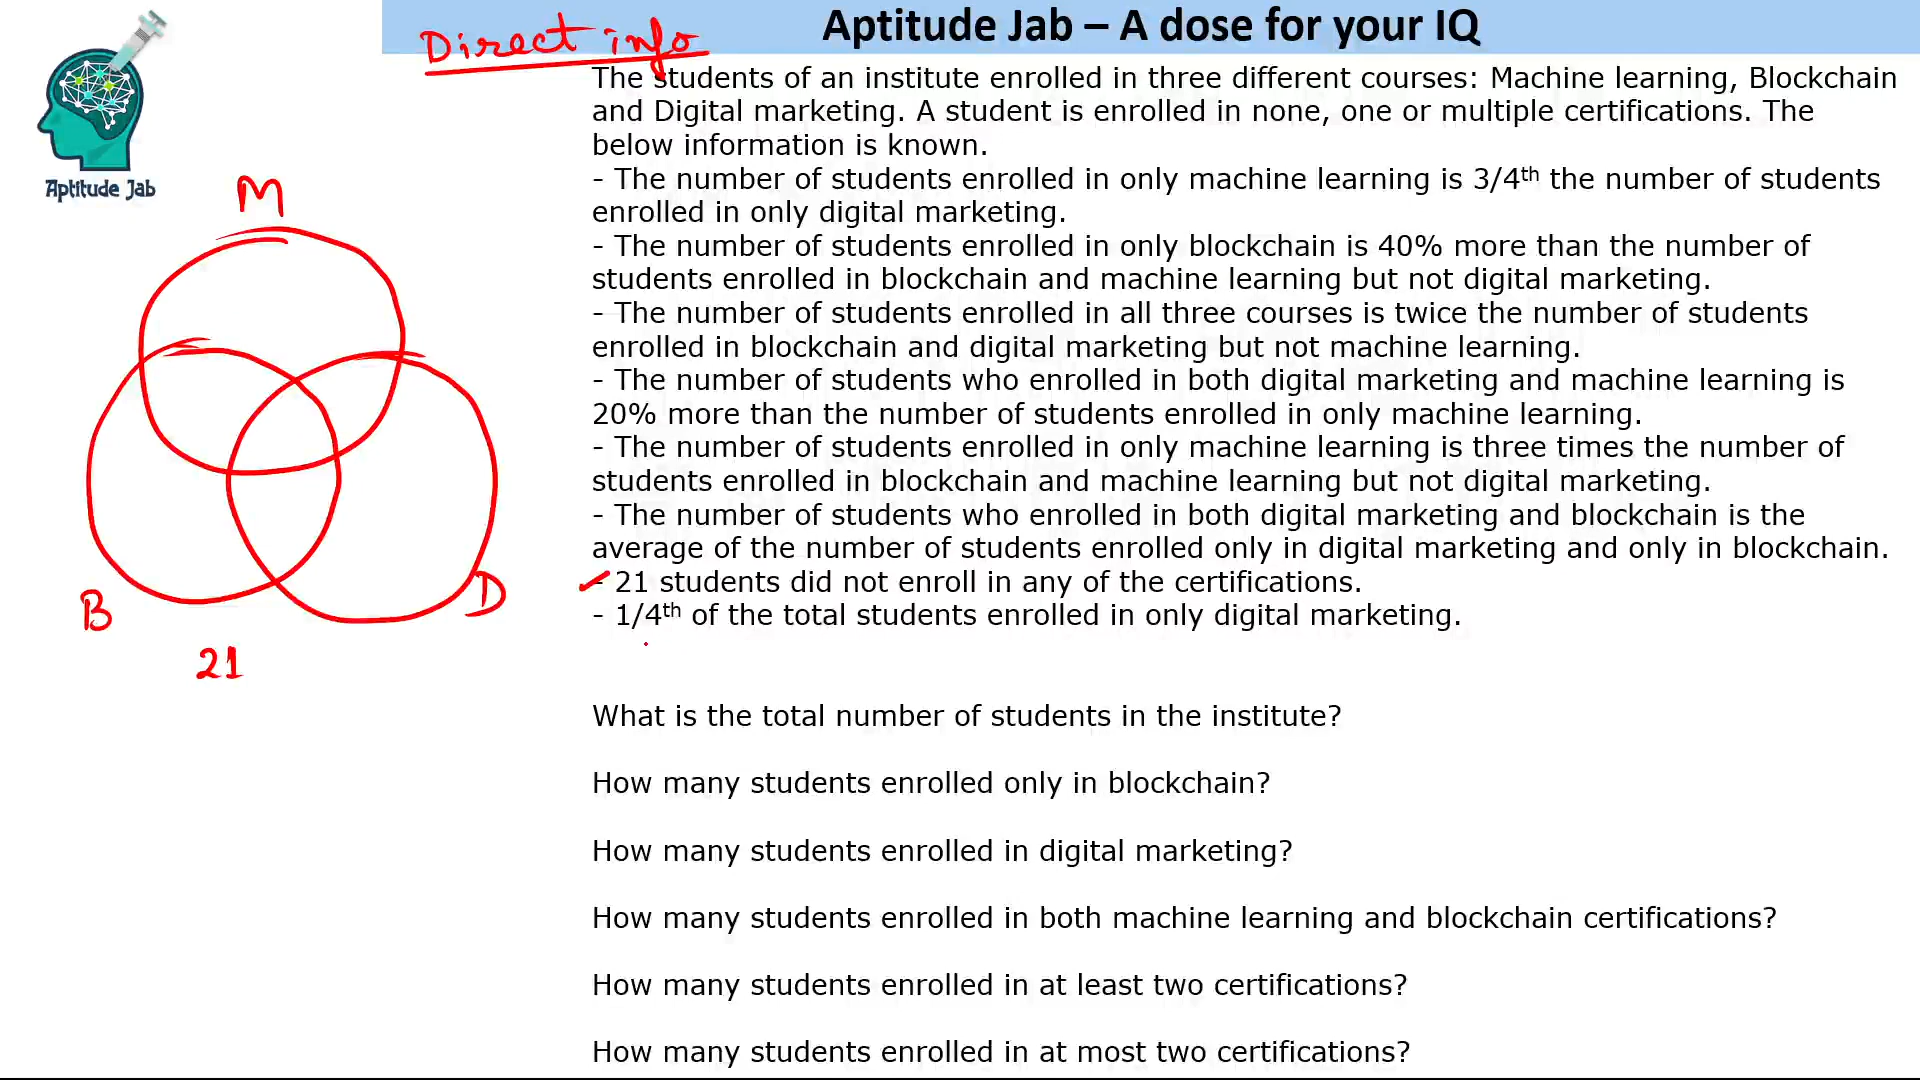 Aptitude Jab – A dose for your IQ
Direct info
Aptitude Jab
The students of an institute enrolled in three different courses: Machine learning, Blockchain
and Digital marketing. A student is enrolled in none, one or multiple certifications. The
below information is known.
- The number of students enrolled in only machine learning is 3/4th the number of students
enrolled in only digital marketing.
- The number of students enrolled in only blockchain is 40% more than the number of
students enrolled in blockchain and machine learning but not digital marketing.
- The number of students enrolled in all three courses is twice the number of students
enrolled in blockchain and digital marketing but not machine learning.
- The number of students who enrolled in both digital marketing and machine learning is
20% more than the number of students enrolled in only machine learning.
- The number of students enrolled in only machine learning is three times the number of
students enrolled in blockchain and machine learning but not digital marketing.
- The number of students who enrolled in both digital marketing and blockchain is the
average of the number of students enrolled only in digital marketing and only in blockchain.
- 21 students did not enroll in any of the certifications.
- 1/4th of the total students enrolled in only digital marketing.
M
B
D
21
What is the total number of students in the institute?
How many students enrolled only in blockchain?
How many students enrolled in digital marketing?
How many students enrolled in both machine learning and blockchain certifications?
How many students enrolled in at least two certifications?
How many students enrolled in at most two certifications?